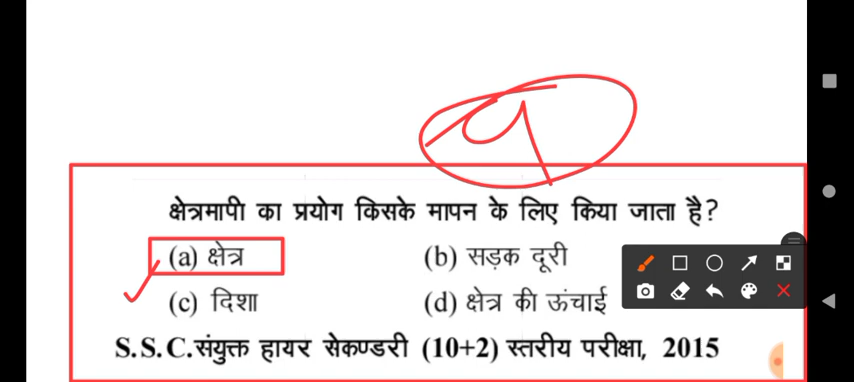 क्षेत्रमापी का प्रयोग किसके मापन के लिए किया जाता है?
(a) क्षेत्र (b) सड़क दूरी
(c) दिशा (d) क्षेत्र की ऊंचाई
S.S.C.संयुक्त हायर सेकण्डरी (10+2) स्तरीय परीक्षा, 2015